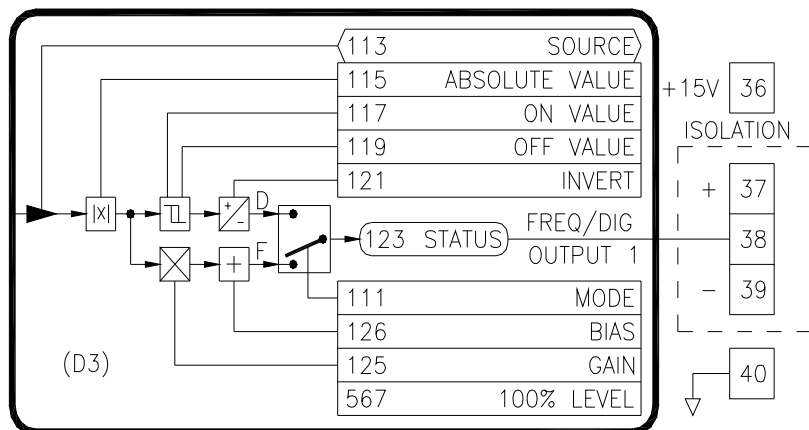 113 SOURCE
115 ABSOLUTE VALUE
117 ON VALUE
119 OFF VALUE
121 INVERT
+15V 36
ISOLATION
+ 37
38
- 39
40
|X|
+ -
D
+
F
123 STATUS
FREQ/DIG
OUTPUT 1
111 MODE
126 BIAS
125 GAIN
567 100% LEVEL
(D3)